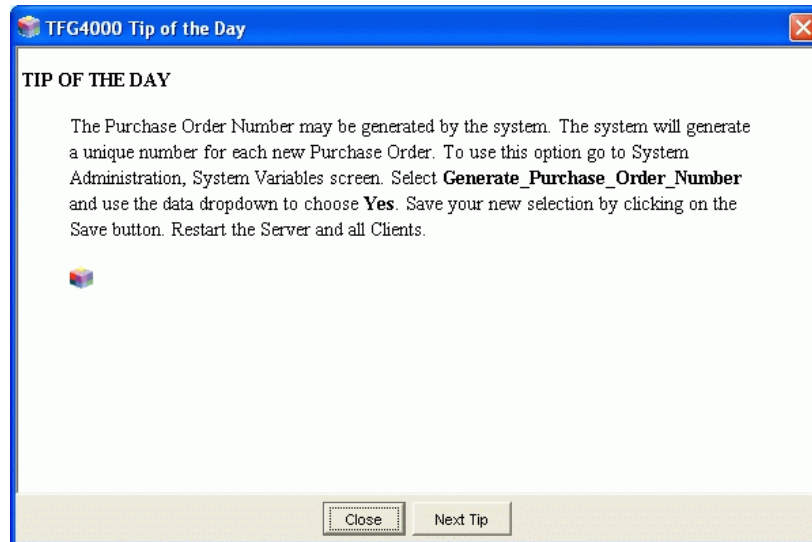 TFG4000 Tip of the Day
TIP OF THE DAY
The Purchase Order Number may be generated by the system. The system will generate
a unique number for each new Purchase Order. To use this option go to System
Administration, System Variables screen. Select Generate_Purchase_Order_Number
and use the data dropdown to choose Yes. Save your new selection by clicking on the
Save button. Restart the Server and all Clients.
Close
Next Tip